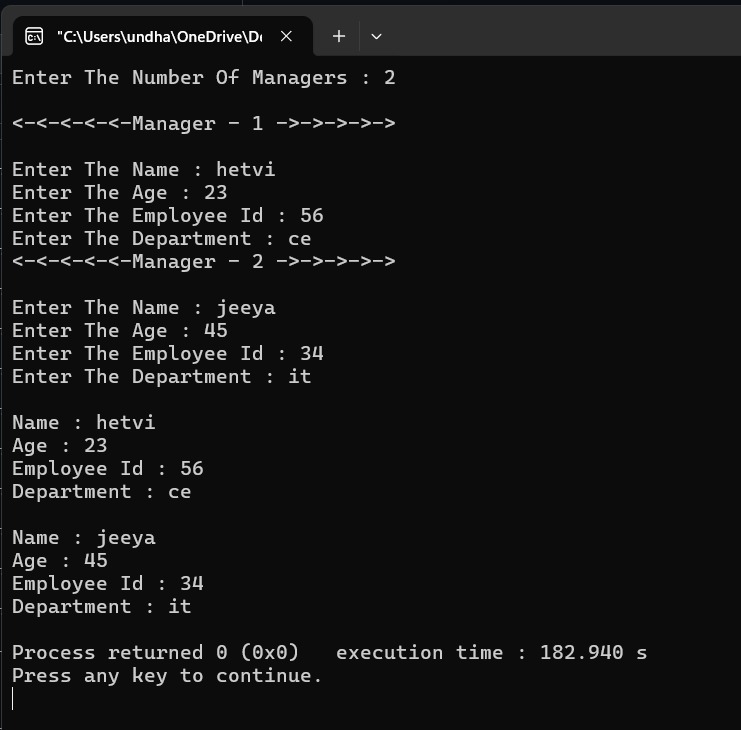 "C:\Users\undha\OneDrive\De
Enter The Number Of Managers : 2
<-<-<-<-<-Manager - 1 ->->->->->
Enter The Name : hetvi
Enter The Age : 23
Enter The Employee Id : 56
Enter The Department : ce
<-<-<-<-<-Manager - 2 ->->->->->
Enter The Name : jeeya
Enter The Age : 45
Enter The Employee Id : 34
Enter The Department : it
Name : hetvi
Age : 23
Employee Id : 56
Department : ce
Name : jeeya
Age : 45
Employee Id : 34
Department : it
Process returned 0 (0x0)   execution time : 182.940 s
Press any key to continue.